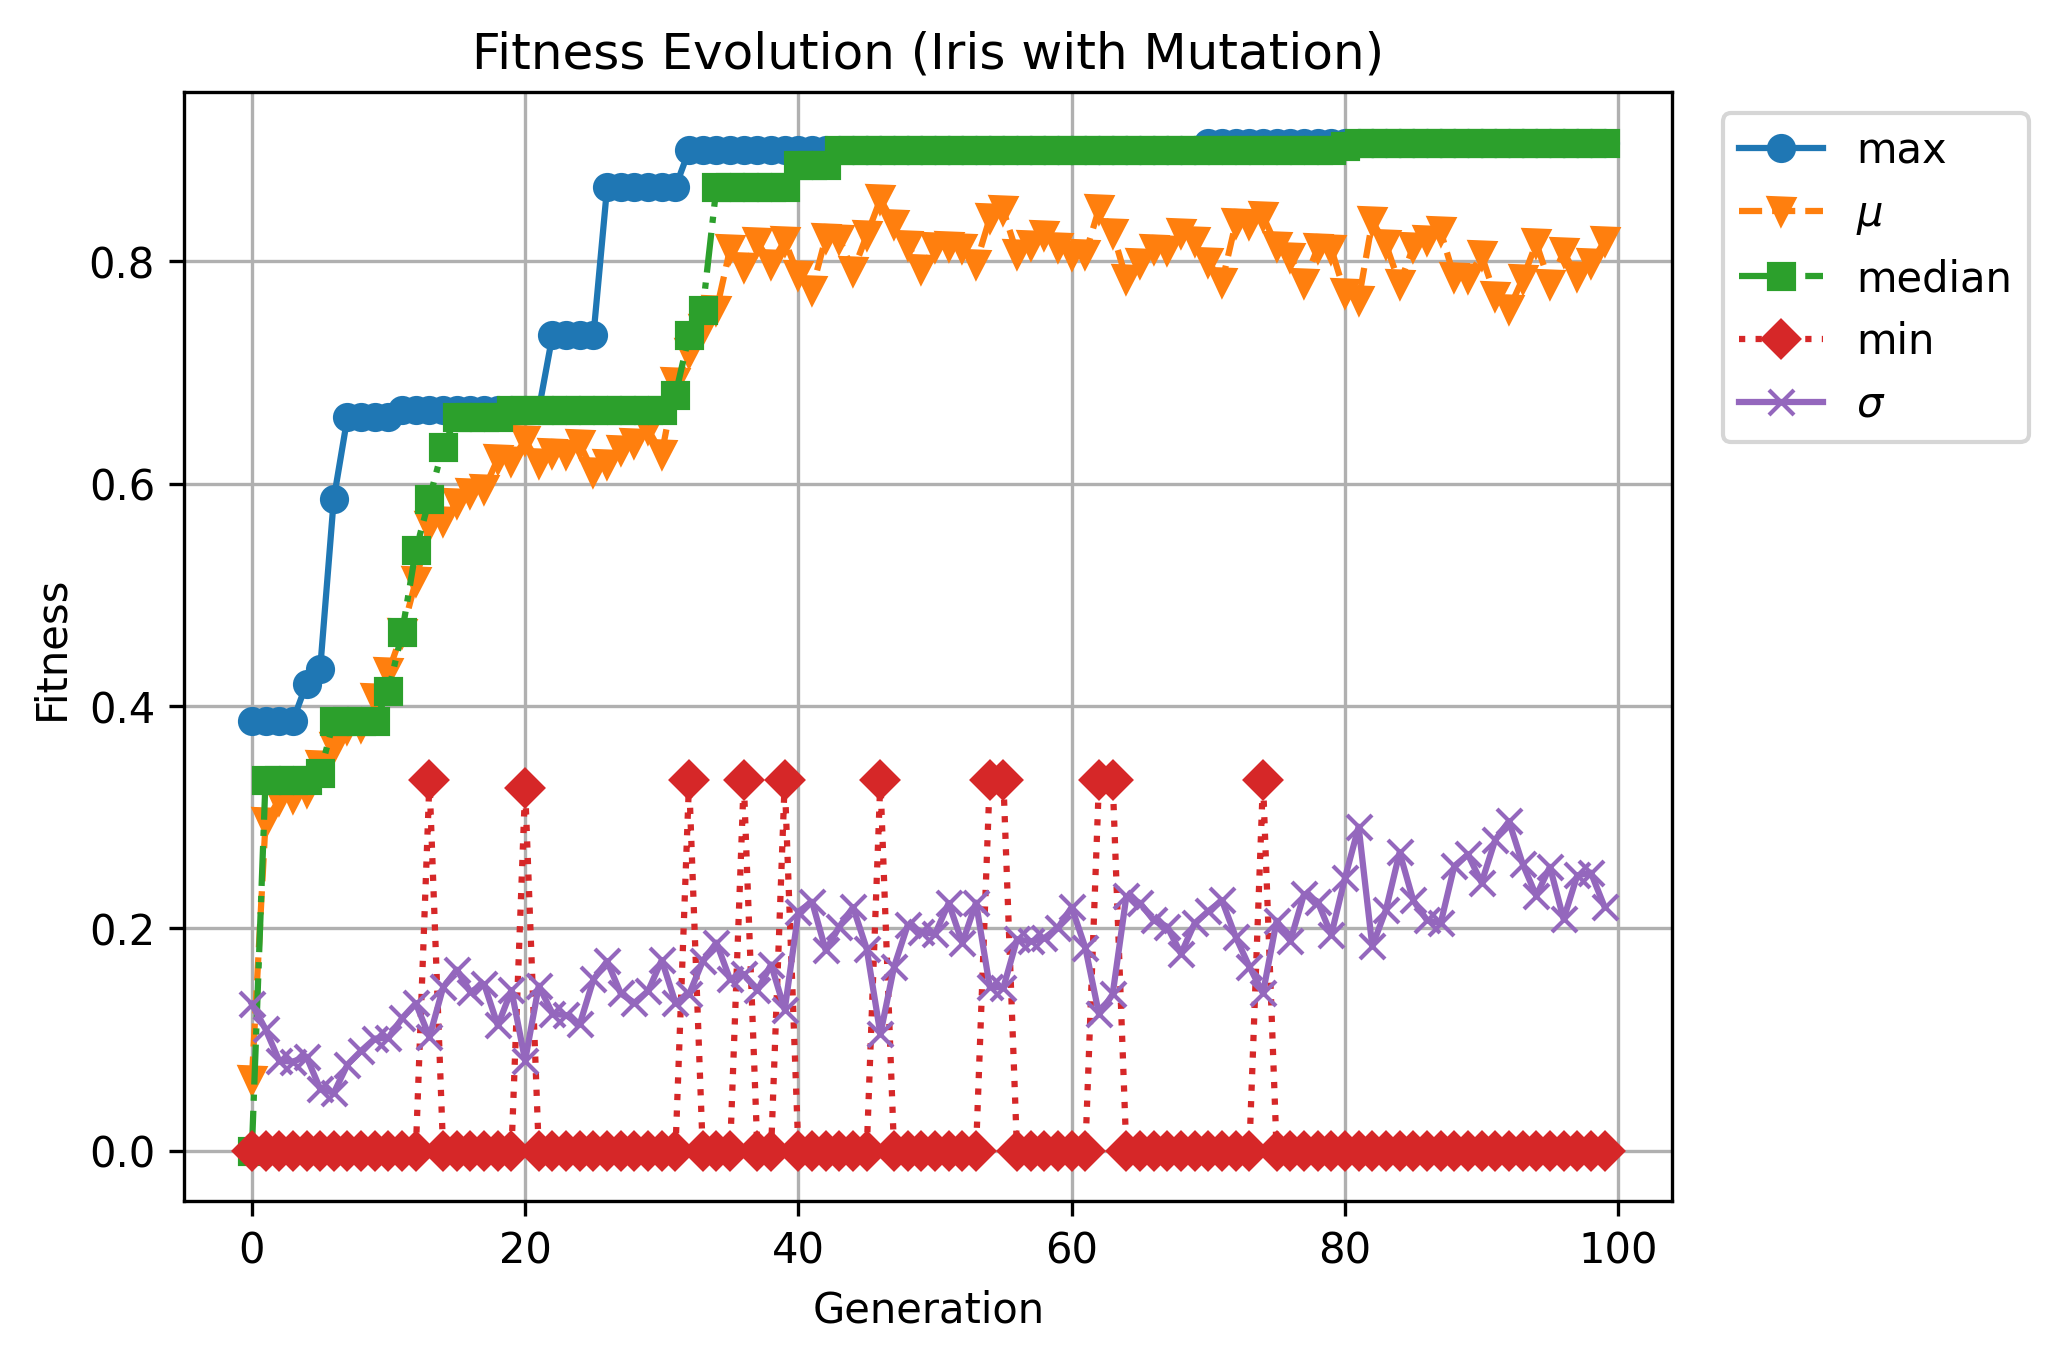 Fitness Evolution (Iris with Mutation)
max
μ
median
min
σ
Fitness
0.8
0.6
0.4
0.2
0.0
0 20 40 60 80 100
Generation